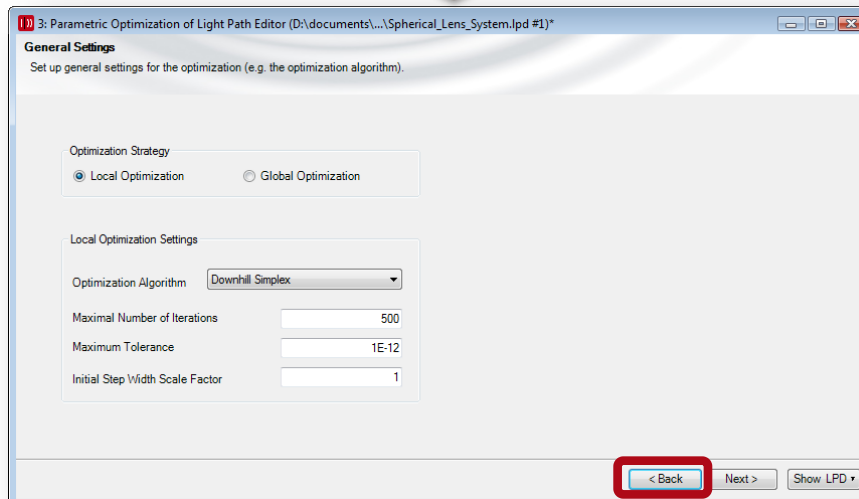 3: Parametric Optimization of Light Path Editor (D:\documents\...\Spherical_Lens_System.lpd #1)*
General Settings
Set up general settings for the optimization (e.g. the optimization algorithm).
Optimization Strategy
Local Optimization Global Optimization
Local Optimization Settings
Optimization Algorithm Downhill Simplex
Maximal Number of Iterations 500
Maximum Tolerance 1E-12
Initial Step Width Scale Factor 1
< Back Next > Show LPD